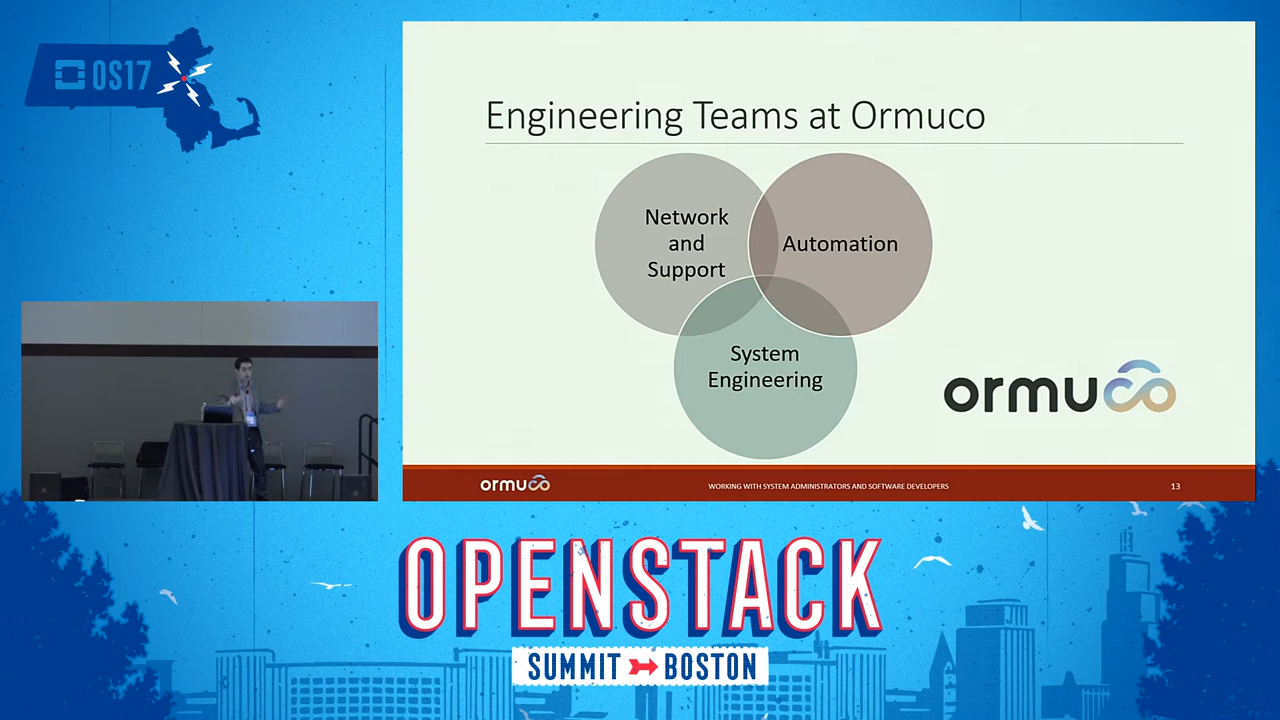 OS17
Engineering Teams at Ormuco
Network
and
Support
Automation
System
Engineering
ormuco
ormuco
WORKING WITH SYSTEM ADMINISTRATORS AND SOFTWARE DEVELOPERS
13
OPENSTACK
SUMMIT BOSTON